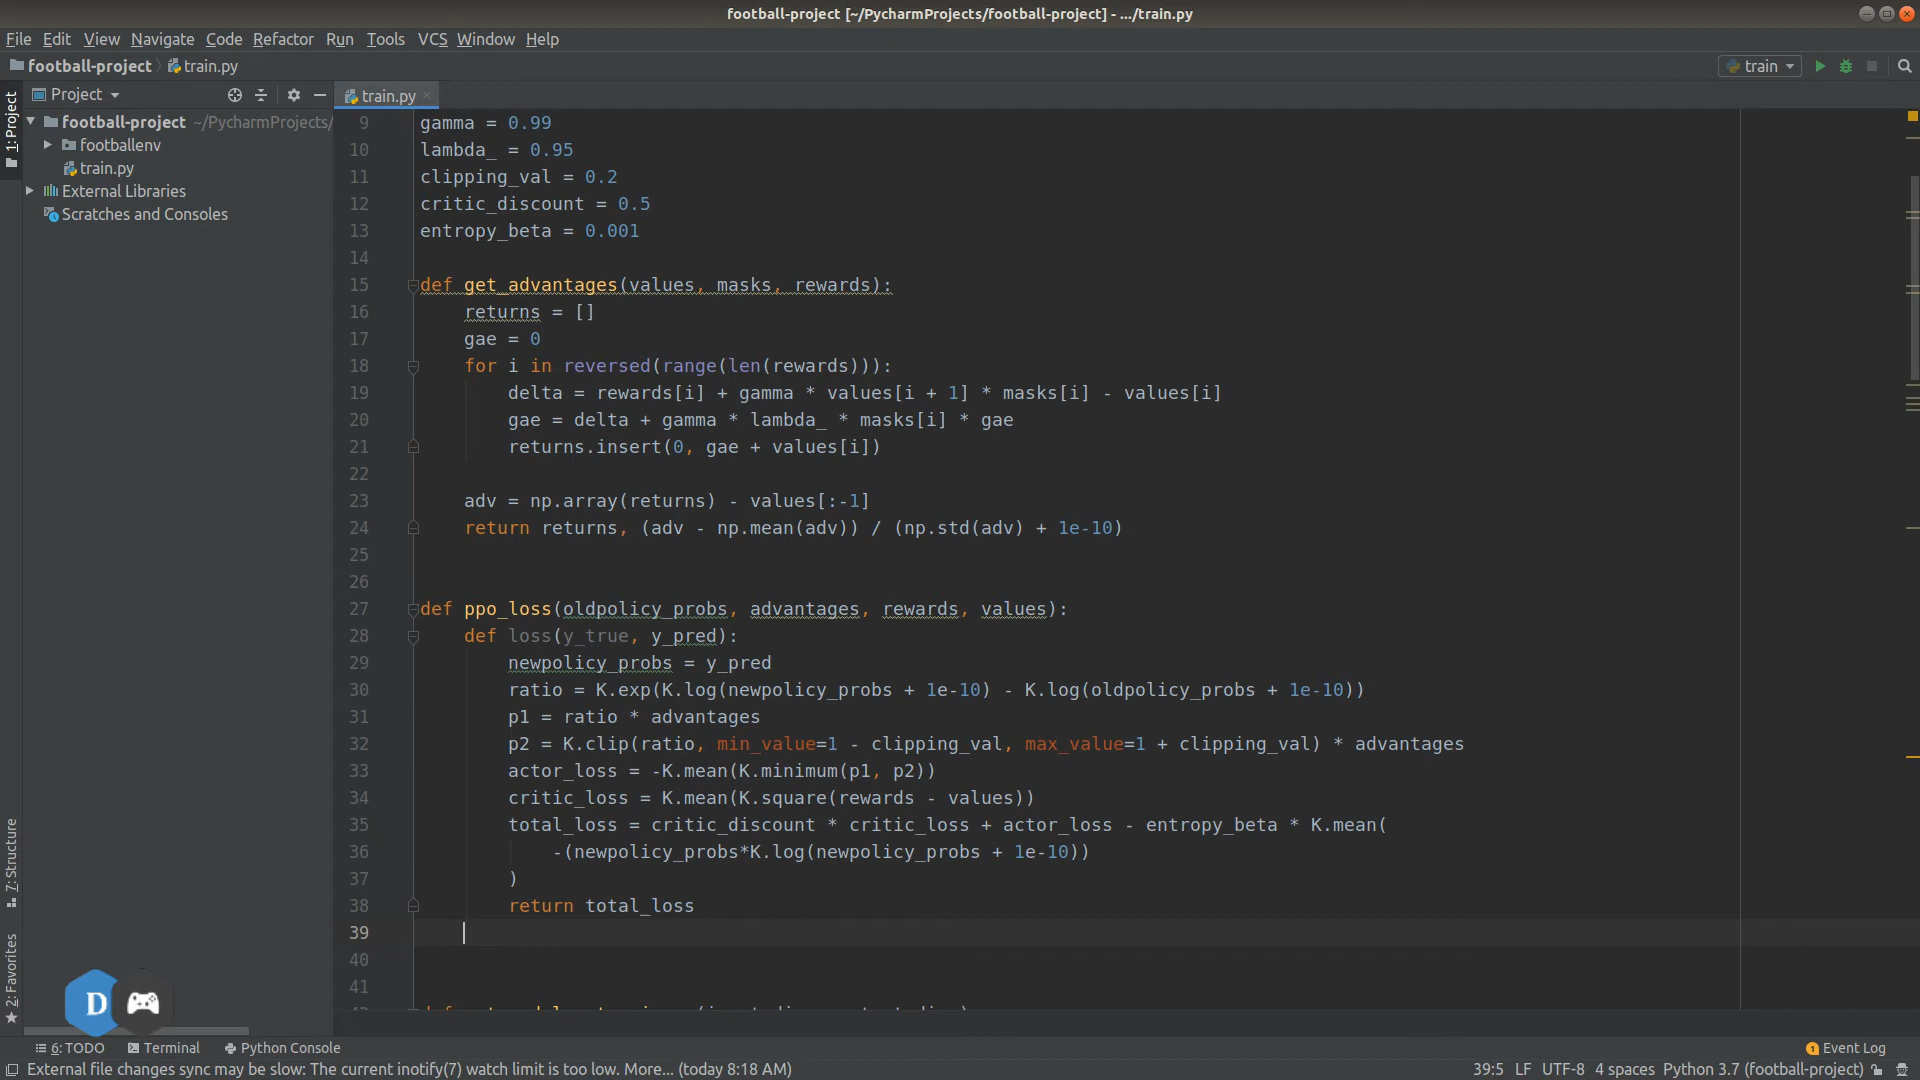 football-project [~/PycharmProjects/football-project] - .../train.py
File Edit View Navigate Code Refactor Run Tools VCS Window Help
football-project train.py train
1: Project
Project
football-project ~/PycharmProjects/
footballenv
train.py
External Libraries
Scratches and Consoles
7: Structure
2: Favorites
train.py
9 gamma = 0.99
10 lambda_ = 0.95
11 clipping_val = 0.2
12 critic_discount = 0.5
13 entropy_beta = 0.001
14
15 def get_advantages(values, masks, rewards):
16 returns = []
17 gae = 0
18 for i in reversed(range(len(rewards))):
19 delta = rewards[i] + gamma * values[i + 1] * masks[i] - values[i]
20 gae = delta + gamma * lambda_ * masks[i] * gae
21 returns.insert(0, gae + values[i])
22
23 adv = np.array(returns) - values[:-1]
24 return returns, (adv - np.mean(adv)) / (np.std(adv) + 1e-10)
25
26
27 def ppo_loss(oldpolicy_probs, advantages, rewards, values):
28 def loss(y_true, y_pred):
29 newpolicy_probs = y_pred
30 ratio = K.exp(K.log(newpolicy_probs + 1e-10) - K.log(oldpolicy_probs + 1e-10))
31 p1 = ratio * advantages
32 p2 = K.clip(ratio, min_value=1 - clipping_val, max_value=1 + clipping_val) * advantages
33 actor_loss = -K.mean(K.minimum(p1, p2))
34 critic_loss = K.mean(K.square(rewards - values))
35 total_loss = critic_discount * critic_loss + actor_loss - entropy_beta * K.mean(
36 -(newpolicy_probs*K.log(newpolicy_probs + 1e-10))
37 )
38 return total_loss
39
40
41
D
6: TODO Terminal Python Console 1 Event Log
External file changes sync may be slow: The current inotify(7) watch limit is too low. More... (today 8:18 AM) 39:5 LF UTF-8 4 spaces Python 3.7 (football-project)